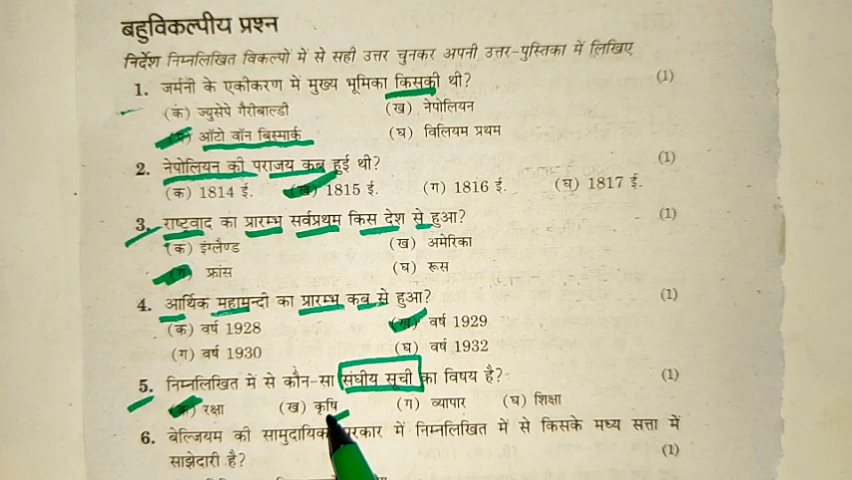 बहुविकल्पीय प्रश्न
निर्देश निम्नलिखित विकल्पों में से सही उत्तर चुनकर अपनी उत्तर-पुस्तिका में लिखिए
1. जर्मनी के एकीकरण में मुख्य भूमिका किसकी थी? (1)
(क) ज्युसेपे गैरीबाल्डी (ख) नेपोलियन
(ग) ऑटो वॉन बिस्मार्क (घ) विलियम प्रथम
2. नेपोलियन की पराजय कब हुई थी? (1)
(क) 1814 ई. (ख) 1815 ई. (ग) 1816 ई. (घ) 1817 ई.
3. राष्ट्रवाद का प्रारम्भ सर्वप्रथम किस देश से हुआ? (1)
(क) इंग्लैण्ड (ख) अमेरिका
(ग) फ्रांस (घ) रूस
4. आर्थिक महामन्दी का प्रारम्भ कब से हुआ? (1)
(क) वर्ष 1928 (ख) वर्ष 1929
(ग) वर्ष 1930 (घ) वर्ष 1932
5. निम्नलिखित में से कौन-सा संघीय सूची का विषय है? (1)
(क) रक्षा (ख) कृषि (ग) व्यापार (घ) शिक्षा
6. बेल्जियम की सामुदायिक सरकार में निम्नलिखित में से किसके मध्य सत्ता में
साझेदारी है? (1)